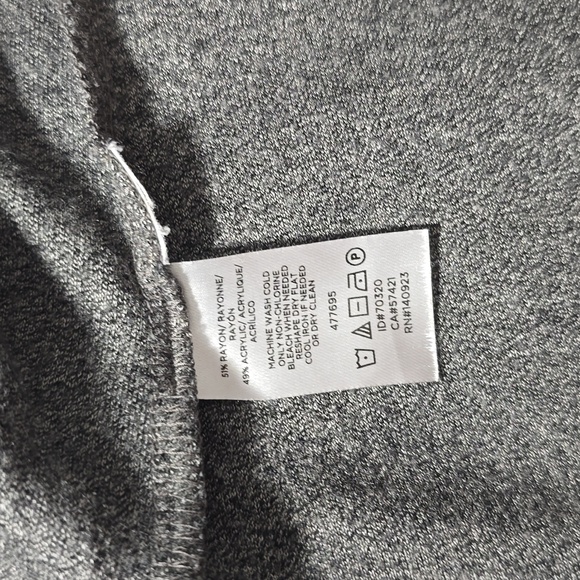 51% RAYON/ RAYONNE/
RAYON
49% ACRYLIC/ ACRYLIQUE/
ACRÍLICO
MACHINE WASH COLD
ONLY NON-CHLORINE
BLEACH WHEN NEEDED
RESHAPE DRY FLAT
COOL IRON IF NEEDED
OR DRY CLEAN
477695
P
ID#70320
CA#57421
RN#140923